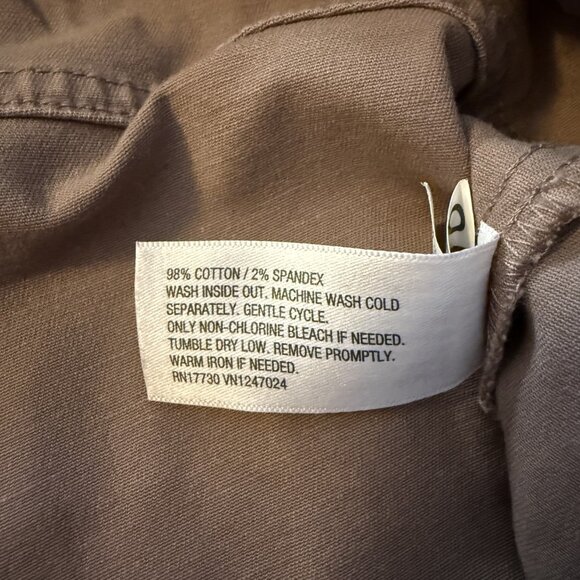 98% COTTON / 2% SPANDEX
WASH INSIDE OUT. MACHINE WASH COLD
SEPARATELY. GENTLE CYCLE.
ONLY NON-CHLORINE BLEACH IF NEEDED.
TUMBLE DRY LOW. REMOVE PROMPTLY.
WARM IRON IF NEEDED.
RN17730 VN1247024